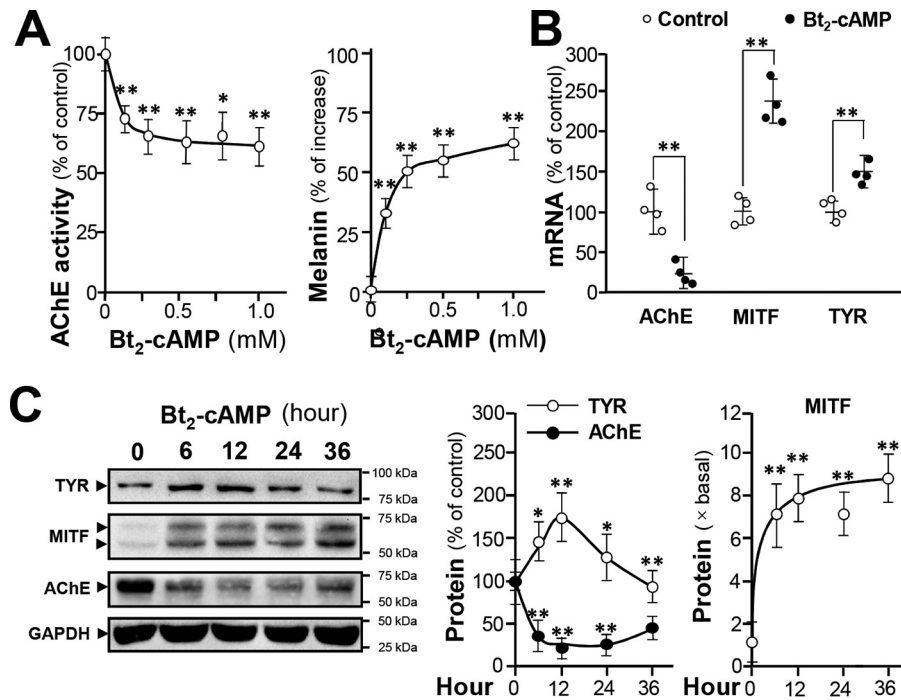 A
AChE activity (% of control)
100
75
50
25
0
** ** ** * **
0 0.5 1.0
Bt2-cAMP (mM)
Melanin (% of increase)
100
75
50
25
0
** ** ** **
0 0.5 1.0
Bt2-cAMP (mM)
B
Control Bt2-cAMP
mRNA (% of control)
300
250
200
150
100
50
0
** ** **
AChE MITF TYR
C
Bt2-cAMP (hour)
0 6 12 24 36
TYR
100 kDa
75 kDa
MITF
75 kDa
50 kDa
AChE
75 kDa
50 kDa
GAPDH
50 kDa
25 kDa
TYR
AChE
Protein (% of control)
300
250
200
150
100
50
0
* ** * **
** ** **
Hour 0 12 24 36
MITF
Protein (× basal)
12
10
8
6
4
2
0
** ** ** **
Hour 0 12 24 36